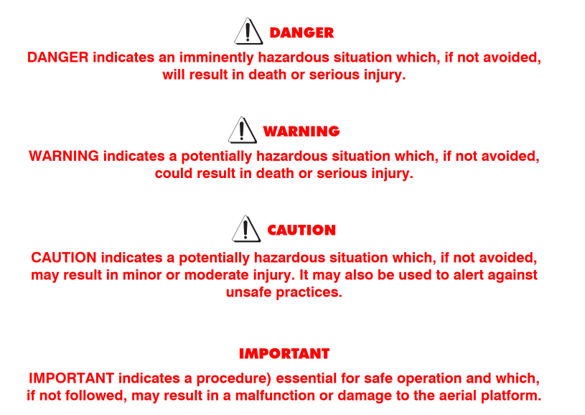 DANGER
DANGER indicates an imminently hazardous situation which, if not avoided,
will result in death or serious injury.
WARNING
WARNING indicates a potentially hazardous situation which, if not avoided,
could result in death or serious injury.
CAUTION
CAUTION indicates a potentially hazardous situation which, if not avoided,
may result in minor or moderate injury. It may also be used to alert against
unsafe practices.
IMPORTANT
IMPORTANT indicates a procedure) essential for safe operation and which,
if not followed, may result in a malfunction or damage to the aerial platform.